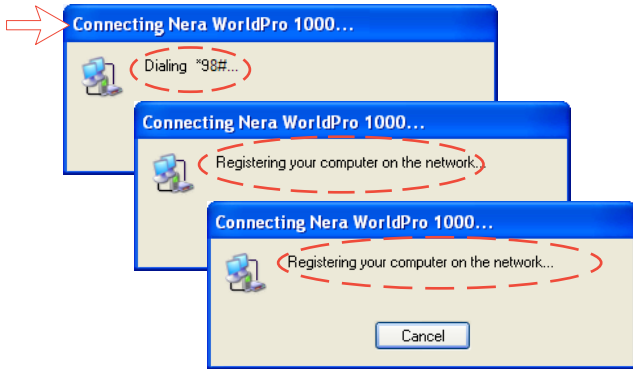 Connecting Nera WorldPro 1000...
Dialing *98#...
Connecting Nera WorldPro 1000...
Registering your computer on the network...
Connecting Nera WorldPro 1000...
Registering your computer on the network...
Cancel